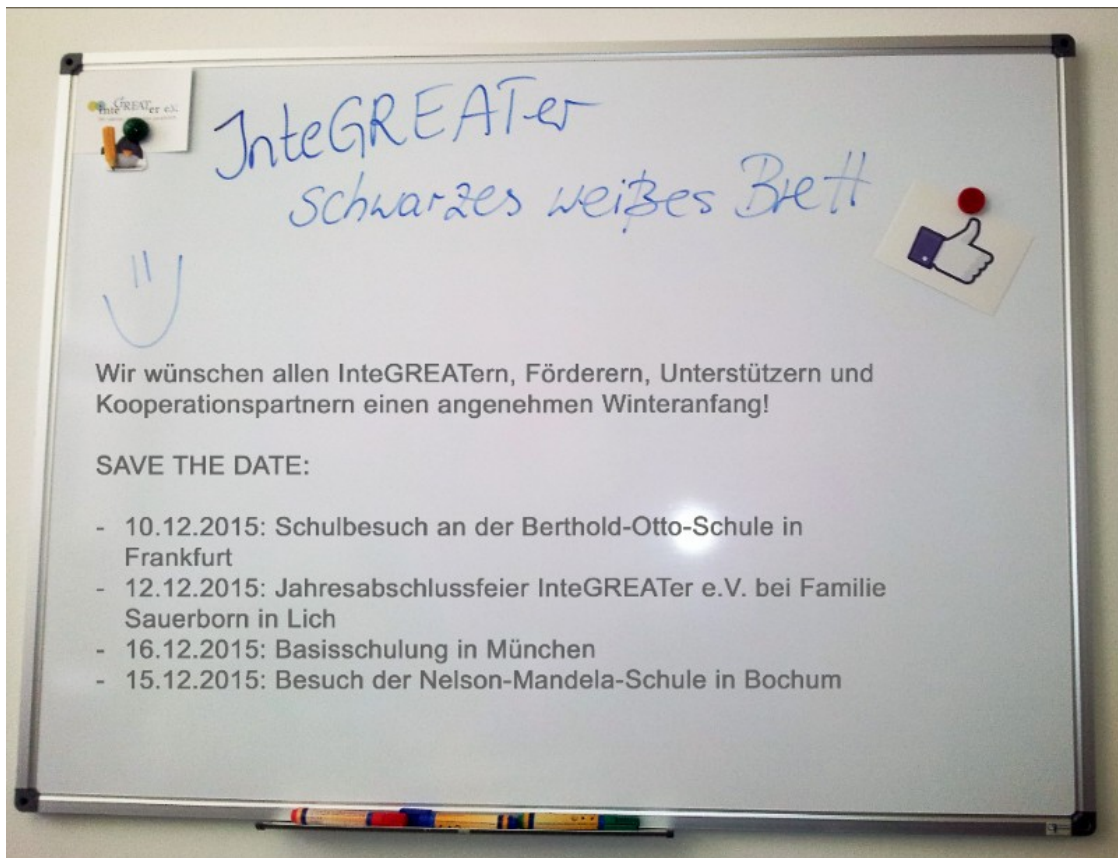 InteGREATer e.V.
InteGREATer
schwarzes weißes Brett
Wir wünschen allen InteGREATern, Förderern, Unterstützern und
Kooperationspartnern einen angenehmen Winteranfang!
SAVE THE DATE:
- 10.12.2015: Schulbesuch an der Berthold-Otto-Schule in
Frankfurt
- 12.12.2015: Jahresabschlussfeier InteGREATer e.V. bei Familie
Sauerborn in Lich
- 16.12.2015: Basisschulung in München
- 15.12.2015: Besuch der Nelson-Mandela-Schule in Bochum